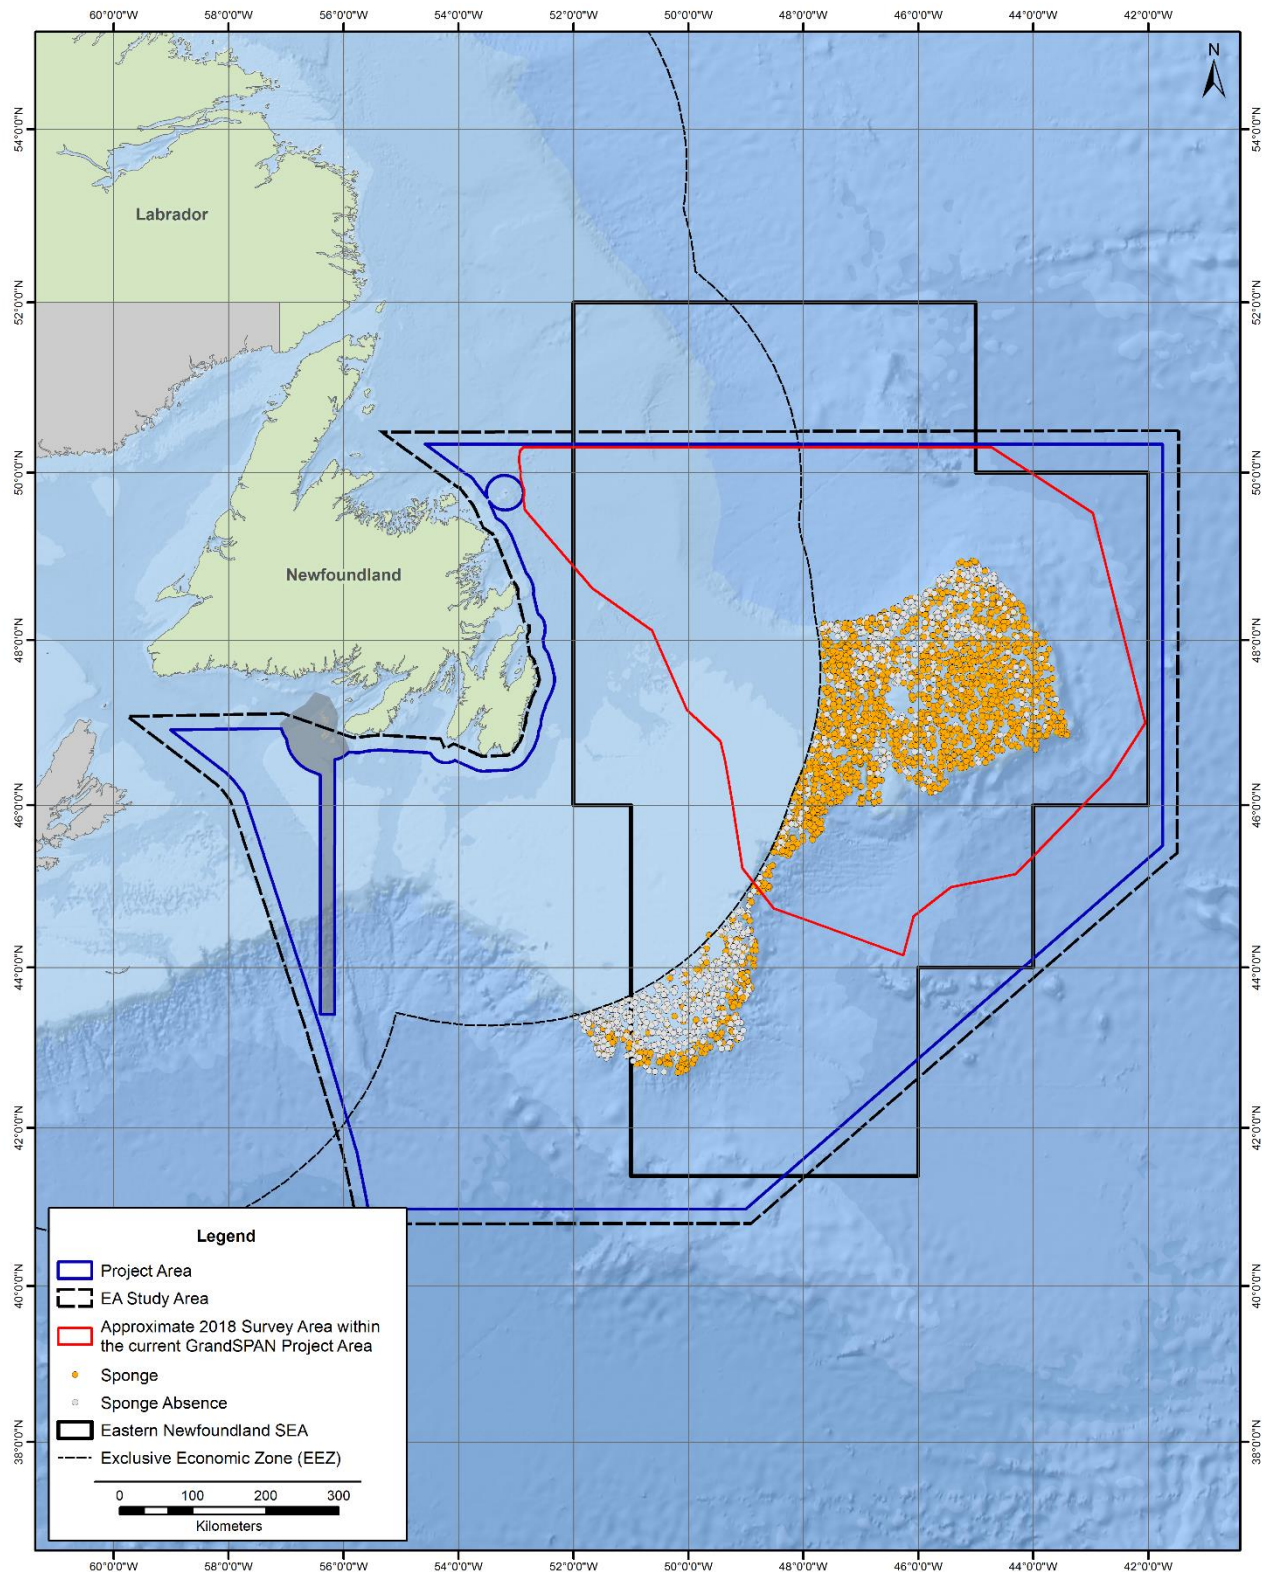 60°0'0"W 58°0'0"W 56°0'0"W 54°0'0"W 52°0'0"W 50°0'0"W 48°0'0"W 46°0'0"W 44°0'0"W 42°0'0"W
N
54°0'0"N 54°0'0"N
Labrador
52°0'0"N 52°0'0"N
50°0'0"N 50°0'0"N
Newfoundland
48°0'0"N 48°0'0"N
46°0'0"N 46°0'0"N
44°0'0"N 44°0'0"N
42°0'0"N 42°0'0"N
40°0'0"N 40°0'0"N
38°0'0"N 38°0'0"N
Legend
Project Area
EA Study Area
Approximate 2018 Survey Area within
the current GrandSPAN Project Area
Sponge
Sponge Absence
Eastern Newfoundland SEA
Exclusive Economic Zone (EEZ)
0 100 200 300
Kilometers
60°0'0"W 58°0'0"W 56°0'0"W 54°0'0"W 52°0'0"W 50°0'0"W 48°0'0"W 46°0'0"W 44°0'0"W 42°0'0"W